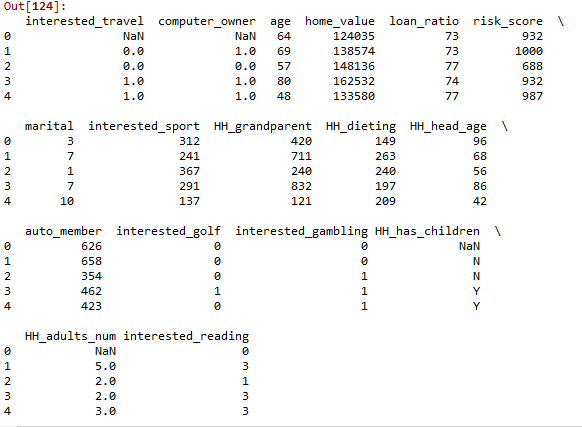 Out[124]:
interested_travel computer_owner age home_value loan_ratio risk_score \
0 NaN NaN 64 124035 73 932
1 0.0 1.0 69 138574 73 1000
2 0.0 0.0 57 148136 77 688
3 1.0 1.0 80 162532 74 932
4 1.0 1.0 48 133580 77 987
marital interested_sport HH_grandparent HH_dieting HH_head_age \
0 3 312 420 149 96
1 7 241 711 263 68
2 1 367 240 240 56
3 7 291 832 197 86
4 10 137 121 209 42
auto_member interested_golf interested_gambling HH_has_children \
0 626 0 0 NaN
1 658 0 0 N
2 354 0 1 N
3 462 1 1 Y
4 423 0 1 Y
HH_adults_num interested_reading
0 NaN 0
1 5.0 3
2 2.0 1
3 2.0 3
4 3.0 3